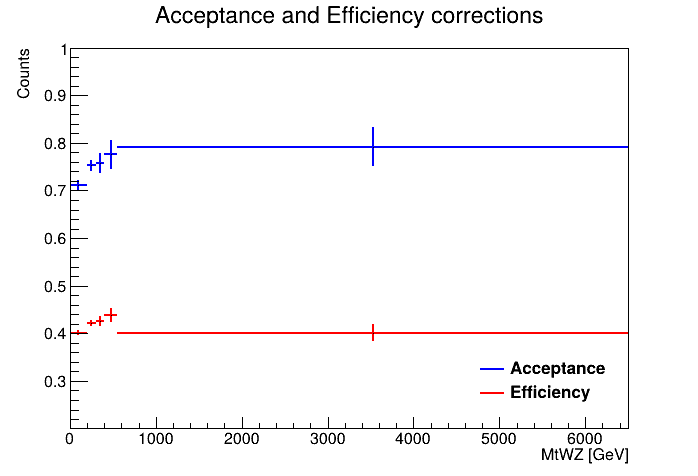 Acceptance and Efficiency corrections
Counts
1
0.9
0.8
0.7
0.6
0.5
0.4
0.3
Acceptance
Efficiency
0 1000 2000 3000 4000 5000 6000
MtWZ [GeV]